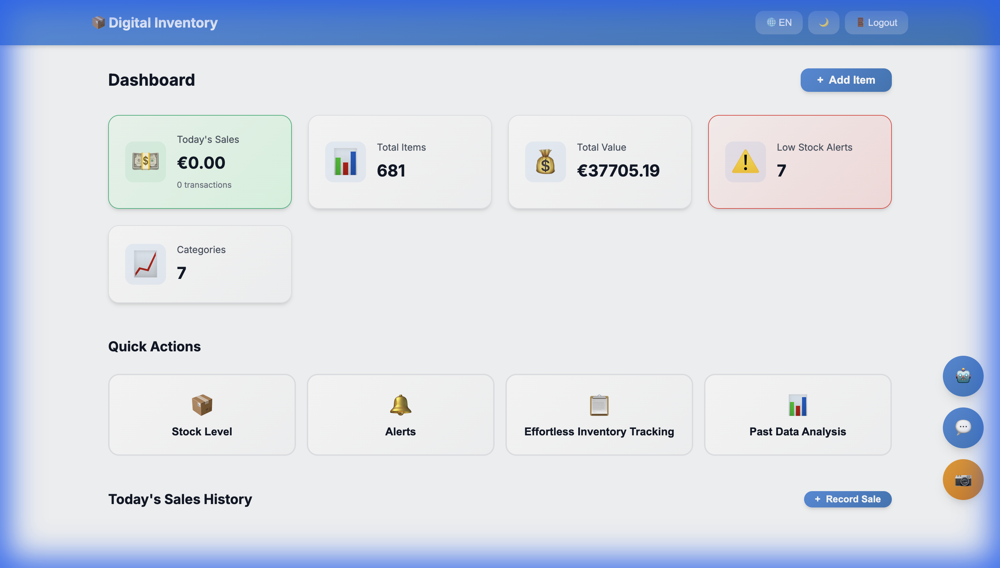 Digital Inventory
EN
Logout
Dashboard
+ Add Item
Today's Sales
€0.00
0 transactions
Total Items
681
Total Value
€37705.19
Low Stock Alerts
7
Categories
7
Quick Actions
Stock Level
Alerts
Effortless Inventory Tracking
Past Data Analysis
Today's Sales History
+ Record Sale